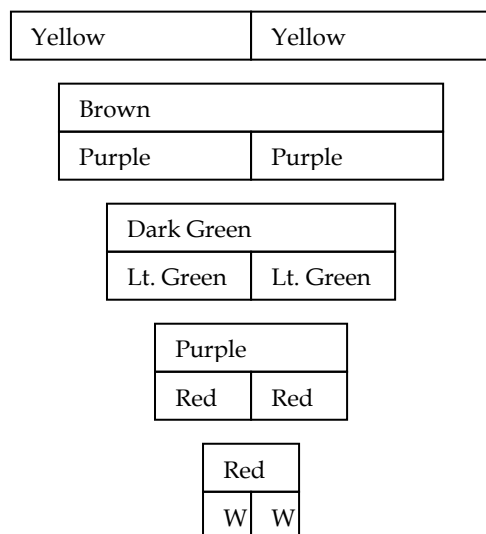 Yellow Yellow
Brown
Purple Purple
Dark Green
Lt. Green Lt. Green
Purple
Red Red
Red
W W